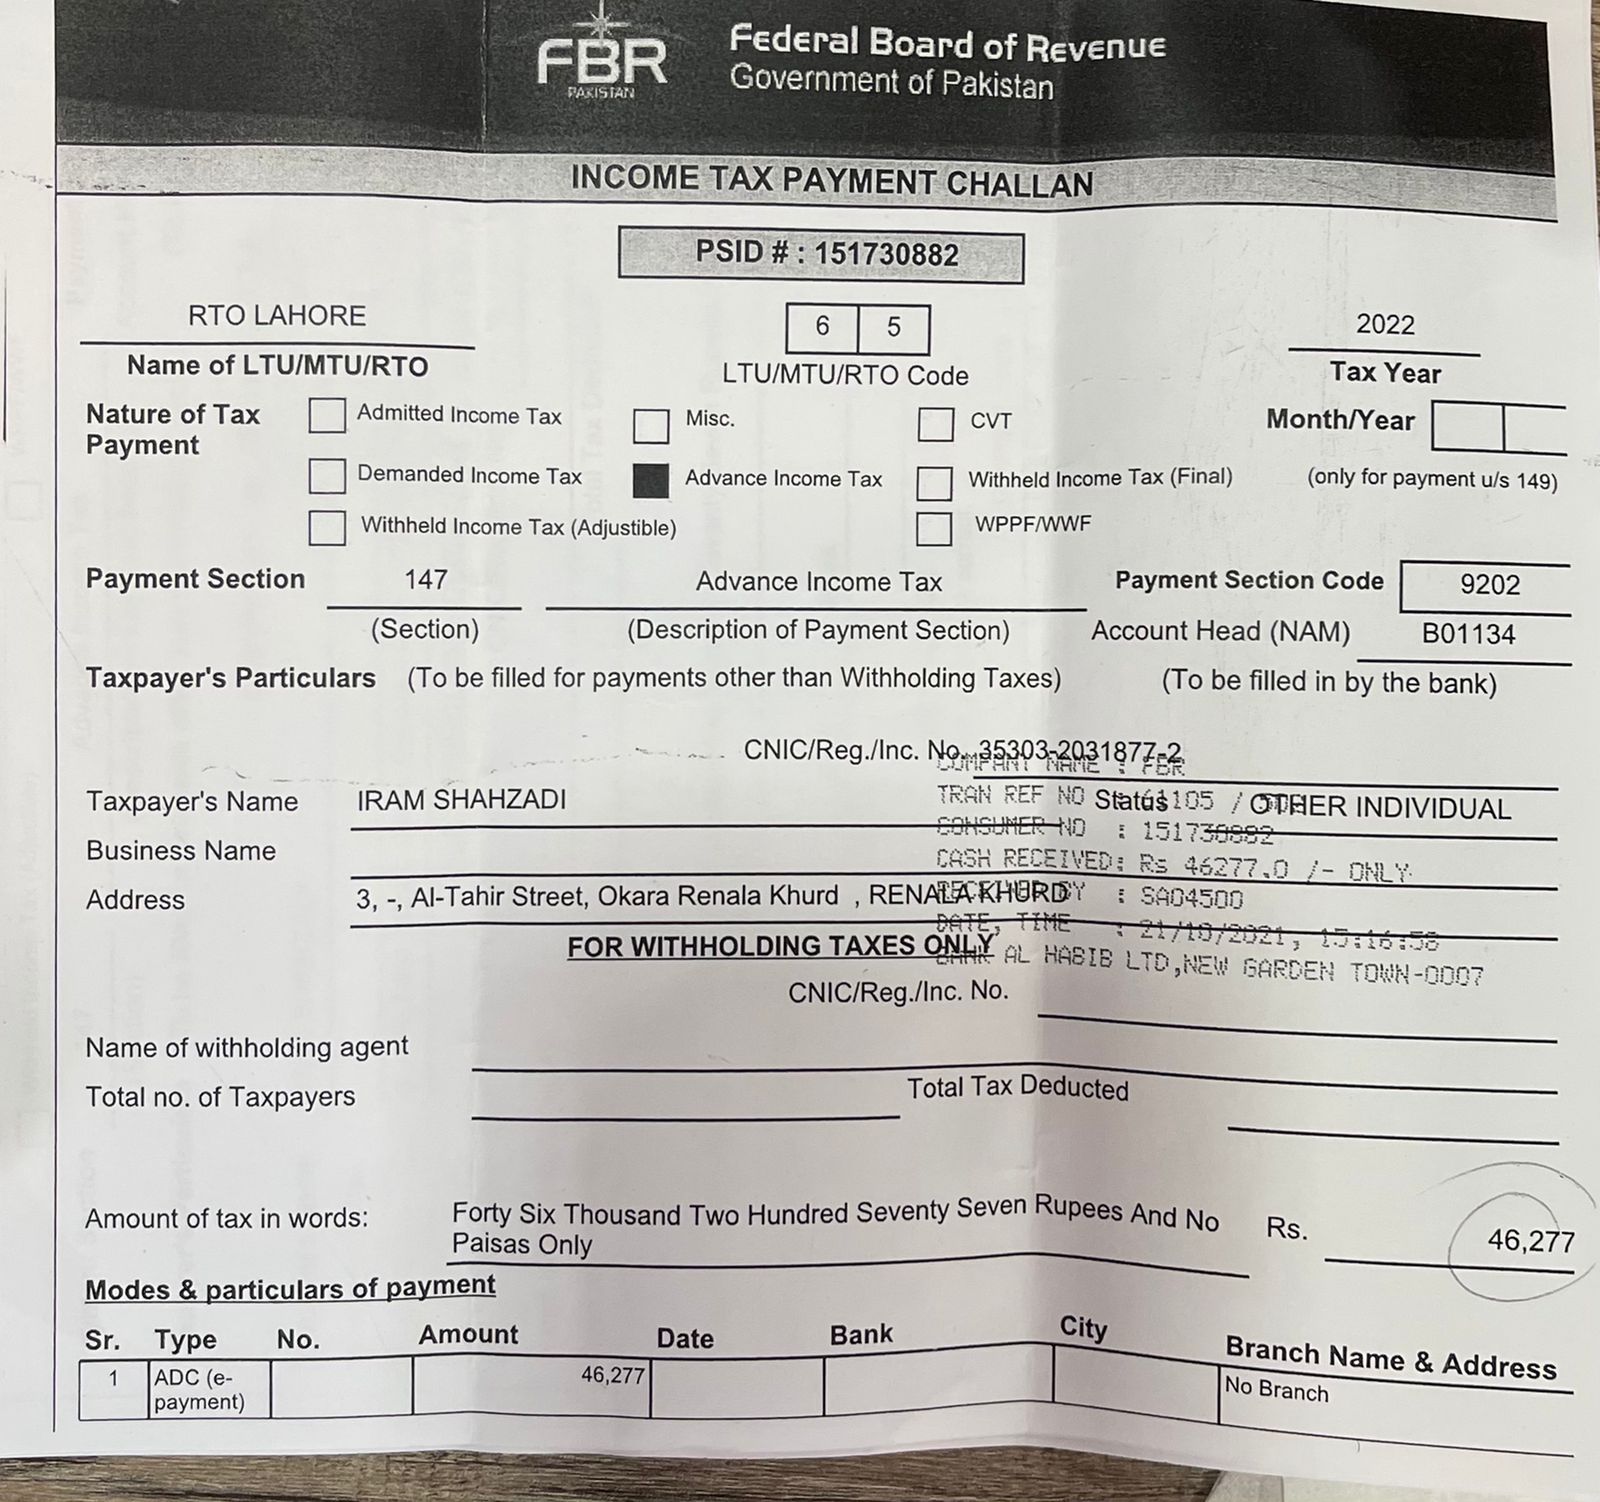 FBR
PAKISTAN
Federal Board of Revenue
Government of Pakistan
INCOME TAX PAYMENT CHALLAN
PSID # : 151730882
RTO LAHORE
6 5
2022
Name of LTU/MTU/RTO
LTU/MTU/RTO Code
Tax Year
Nature of Tax Payment
Admitted Income Tax
Misc.
CVT
Month/Year
Demanded Income Tax
Advance Income Tax
Withheld Income Tax (Final)
(only for payment u/s 149)
Withheld Income Tax (Adjustible)
WPPF/WWF
Payment Section 147 Advance Income Tax Payment Section Code 9202
(Section) (Description of Payment Section) Account Head (NAM) B01134
Taxpayer's Particulars (To be filled for payments other than Withholding Taxes) (To be filled in by the bank)
CNIC/Reg./Inc. No. 35303-2031877-2
COMPANY NAME : FBR
Taxpayer's Name IRAM SHAHZADI Status OTHER INDIVIDUAL
TRAN REF NO 1105 /
CONSUMER NO : 151730882
Business Name
CASH RECEIVED: Rs 46277.0 /- ONLY
Address 3, -, Al-Tahir Street, Okara Renala Khurd , RENALA KHURD
BY : SA04500
DATE, TIME : 21/10/2021, 15:16:58
FOR WITHHOLDING TAXES ONLY
BANK AL HABIB LTD,NEW GARDEN TOWN-0007
CNIC/Reg./Inc. No.
Name of withholding agent
Total no. of Taxpayers Total Tax Deducted
Amount of tax in words: Forty Six Thousand Two Hundred Seventy Seven Rupees And No Rs. 46,277
Paisas Only
Modes & particulars of payment
Sr. Type No. Amount Date Bank City Branch Name & Address
1 ADC (e- 46,277 No Branch
payment)